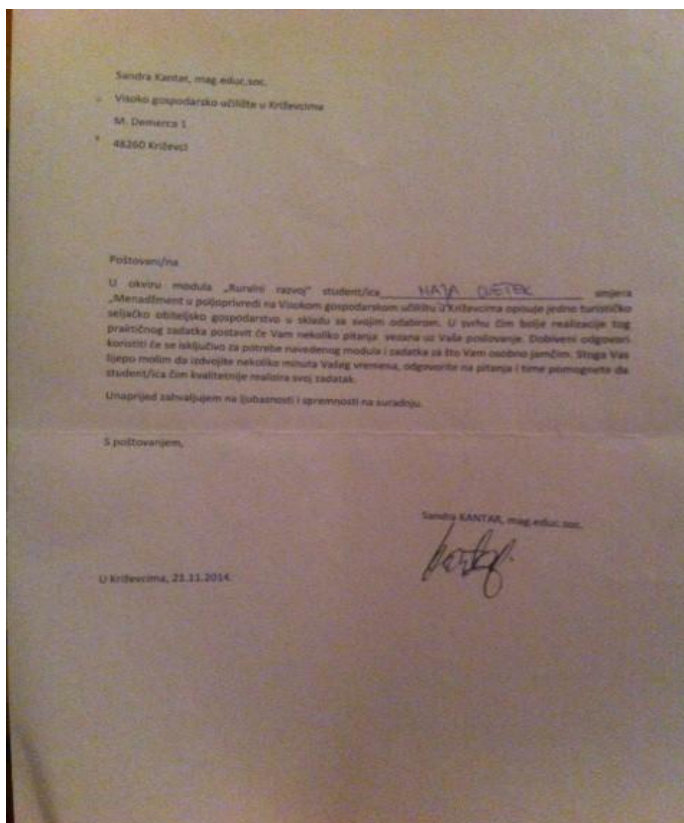 Sandra Kantar, mag.educ.soc.
Visoko gospodarsko učilište u Križevcima
M. Demerca 1
48260 Križevci
Poštovani/na
U okviru modula „Ruralni razvoj" student/ica smjera
„Menadžment u poljoprivredi na Visokom gospodarskom učilištu u Križevcima opisuje jedno turističko
seljačko obiteljsko gospodarstvo u skladu sa svojim odabirom. U svrhu čim bolje realizacije tog
praktičnog zadatka postavit će Vam nekoliko pitanja vezana uz Vaše poslovanje. Dobiveni odgovori
koristiti će se isključivo za potrebe navedenog modula i zadatka za što Vam osobno jamčim. Stoga Vas
lijepo molim da izdvojite nekoliko minuta Vašeg vremena, odgovorite na pitanja i time pomognete da
student/ica čim kvalitetnije realizira svoj zadatak.
Unaprijed zahvaljujem na ljubaznosti i spremnosti na suradnju.
S poštovanjem,
Sandra KANTAR, mag.educ.soc.
U Križevcima, 21.11.2014.